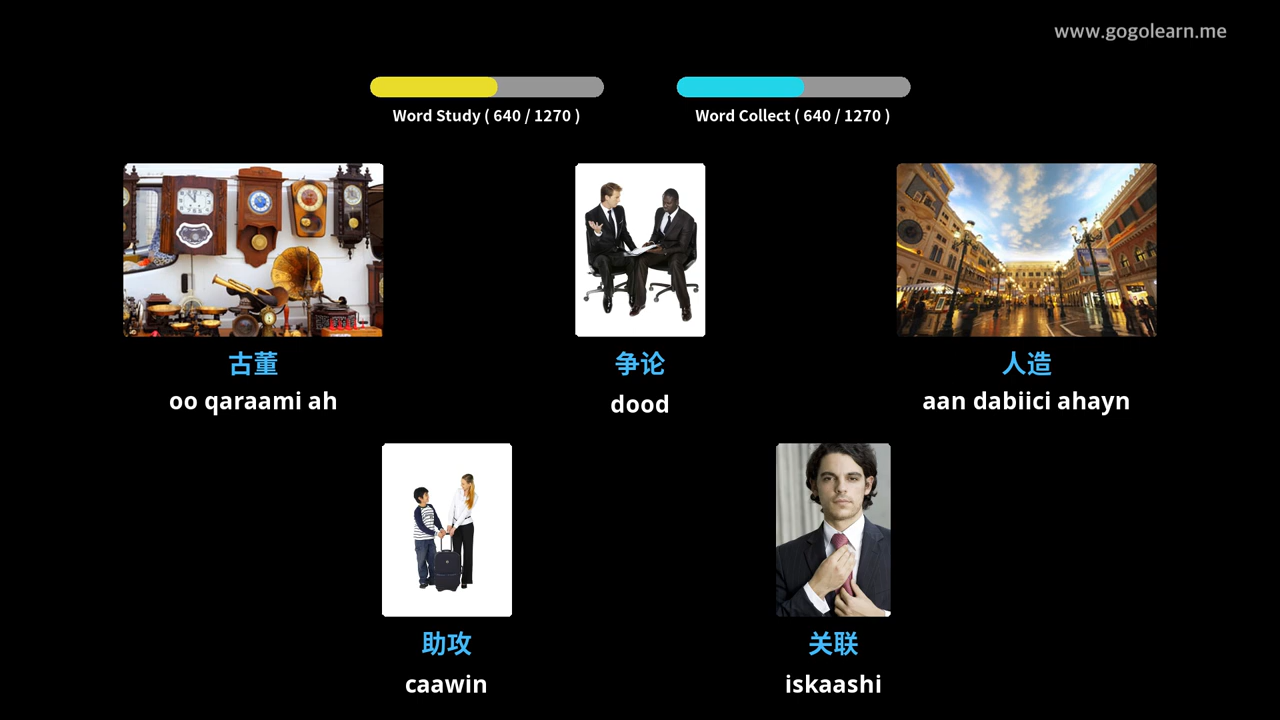 www.gogolearn.me
Word Study ( 640 / 1270 )
Word Collect ( 640 / 1270 )
古董
oo qaraami ah
争论
dood
人造
aan dabiici ahayn
助攻
caawin
关联
iskaashi